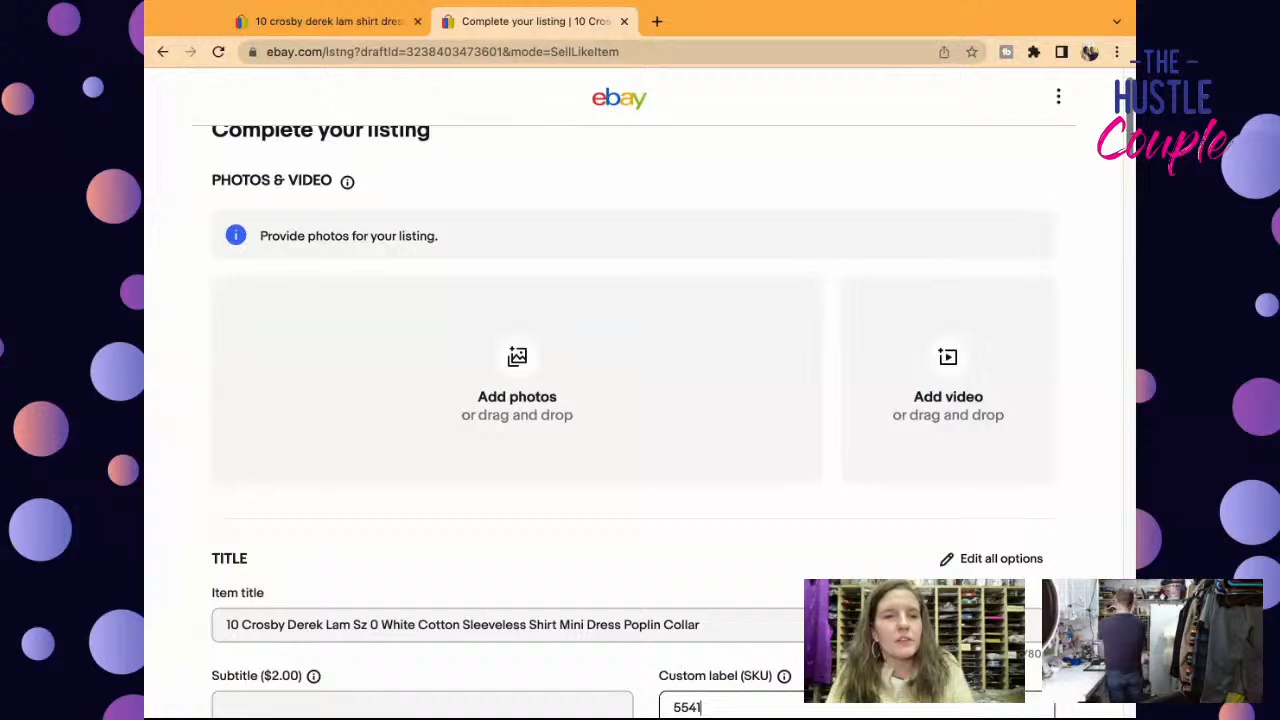 10 crosby derek lam shirt dres
Complete your listing | 10 Cros
ebay.com/lstng?draftId=3238403473601&mode=SellLikeItem
-THE-
HUSTLE
Couple
ebay
Complete your listing
PHOTOS & VIDEO
Provide photos for your listing.
Add photos
or drag and drop
Add video
or drag and drop
TITLE
Edit all options
Item title
10 Crosby Derek Lam Sz 0 White Cotton Sleeveless Shirt Mini Dress Poplin Collar
/80
Subtitle ($2.00)
Custom label (SKU)
5541